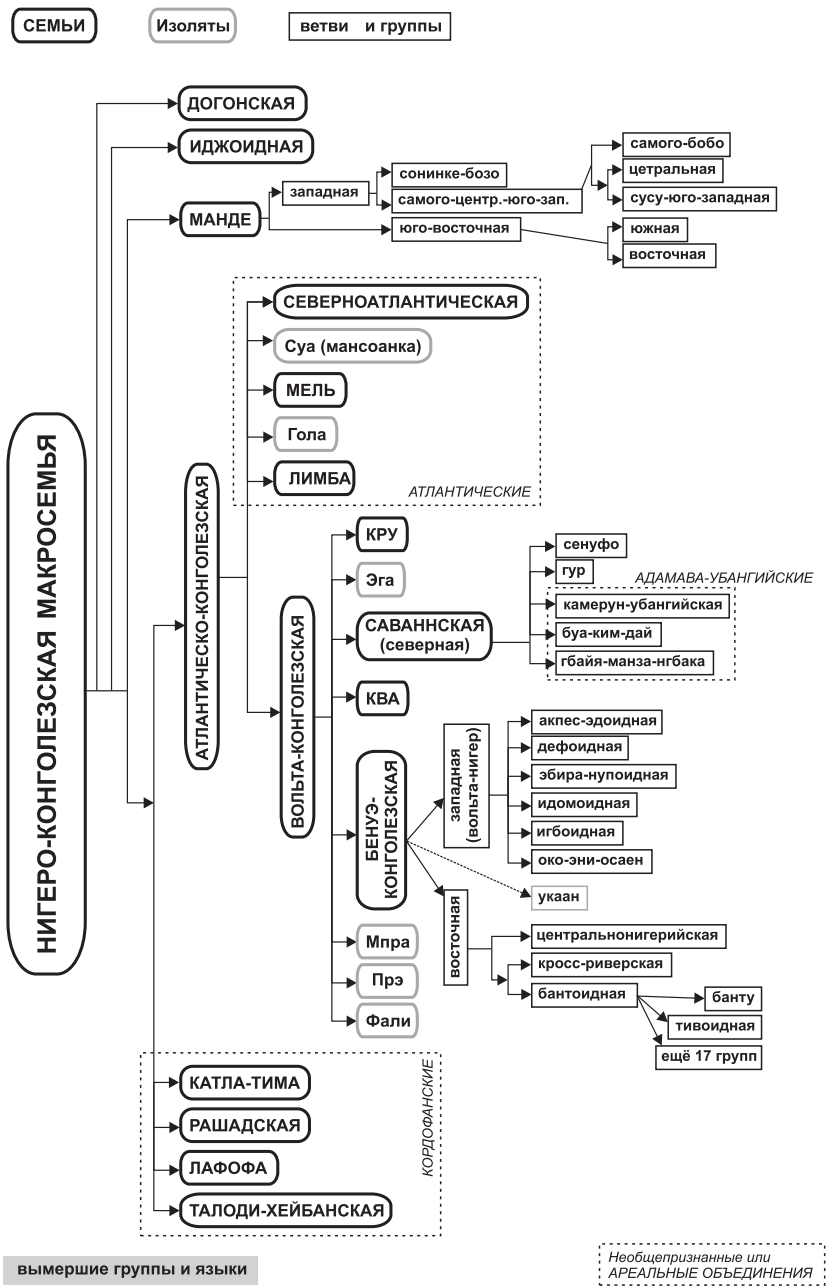 СЕМЬИ
Изоляты
ветви и группы
НИГЕРО-КОНГОЛЕЗСКАЯ МАКРОСЕМЬЯ
ДОГОНСКАЯ
ИДЖОИДНАЯ
МАНДЕ
западная
сонинке-бозо
самого-центр.-юго-зап.
самого-бобо
цетральная
сусу-юго-западная
юго-восточная
южная
восточная
АТЛАНТИЧЕСКО-КОНГОЛЕЗСКАЯ
СЕВЕРНОАТЛАНТИЧЕСКАЯ
Суа (мансоанка)
МЕЛЬ
Гола
ЛИМБА
АТЛАНТИЧЕСКИЕ
ВОЛЬТА-КОНГОЛЕЗСКАЯ
КРУ
Эга
САВАННСКАЯ
(северная)
сенуфо
гур
АДАМАВА-УБАНГИЙСКИЕ
камерун-убангийская
буа-ким-дай
гбайя-манза-нгбака
КВА
БЕНУЭ-
КОНГОЛЕЗСКАЯ
западная
(вольта-нигер)
акпес-эдоидная
дефоидная
эбира-нупоидная
идомоидная
игбоидная
око-эни-осаен
укаан
восточная
центральнонигерийская
кросс-риверская
бантоидная
банту
тивоидная
ещё 17 групп
Мпра
Прэ
Фали
КАТЛА-ТИМА
РАШАДСКАЯ
ЛАФОФА
ТАЛОДИ-ХЕЙБАНСКАЯ
КОРДОФАНСКИЕ
вымершие группы и языки
Необщепризнанные или
АРЕАЛЬНЫЕ ОБЪЕДИНЕНИЯ